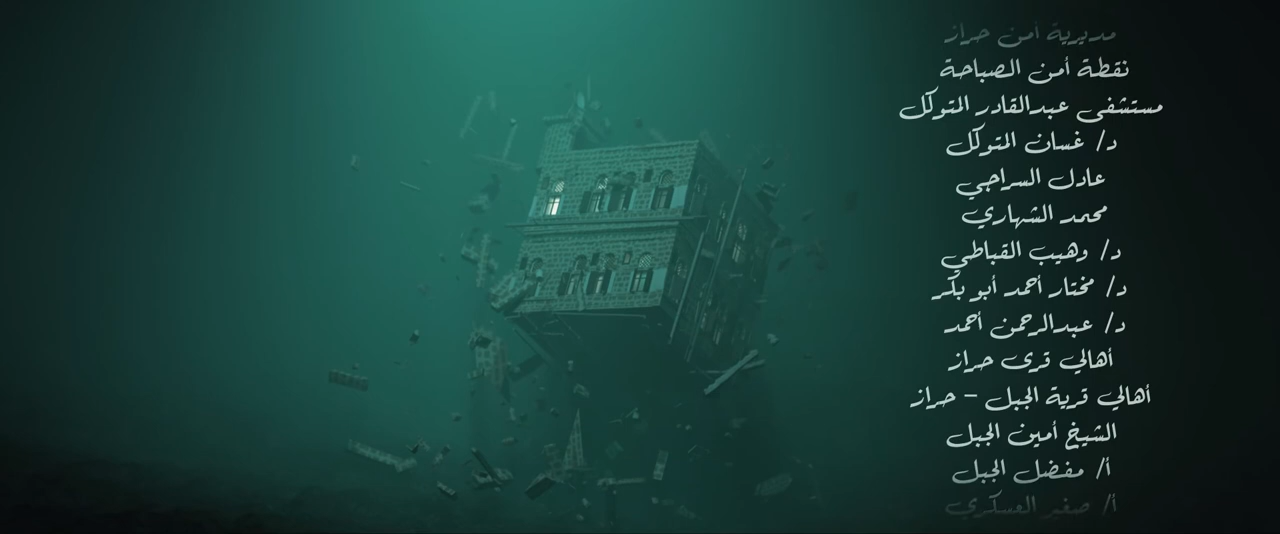 مديرية أمن حراز
نقطة أمن الصباحة
مستشفى عبدالقادر المتوكل
د/ غسان المتوكل
عادل السراجي
محمد الشهاري
د/ وهيب القباطي
د/ مختار أحمد أبو بكر
د/ عبدالرحمن أحمد
أهالي قرى حراز
أهالي قرية الجبل – حراز
الشيخ أمين الجبل
أ/ مفضل الجبل
أ/ صغير العسكري